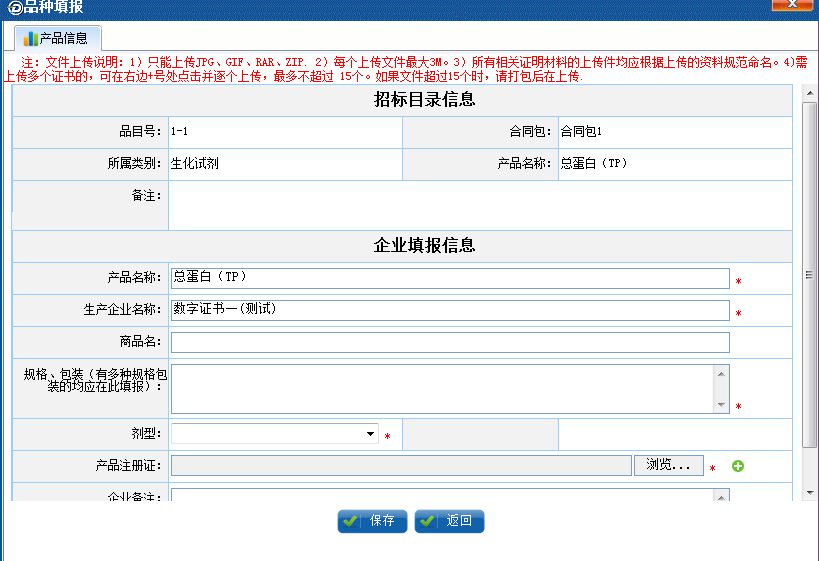 品种填报
产品信息
注: 文件上传说明: 1) 只能上传JPG、GIF、RAR、ZIP. 2) 每个上传文件最大3M。3) 所有相关证明材料的上传件均应根据上传的资料规范命名。4)需
上传多个证书的，可在右边+号处点击并逐个上传，最多不超过 15个。如果文件超过15个时，请打包后在上传.
招标目录信息
品目号: 1-1 合同包: 合同包1
所属类别: 生化试剂 产品名称: 总蛋白（TP）
备注:
企业填报信息
产品名称: 总蛋白（TP） *
生产企业名称: 数字证书一(测试) *
商品名:
规格、包装（有多种规格包
装的均应在此填报）: *
剂型: *
产品注册证: 浏览... *
企业备注:
保存 返回